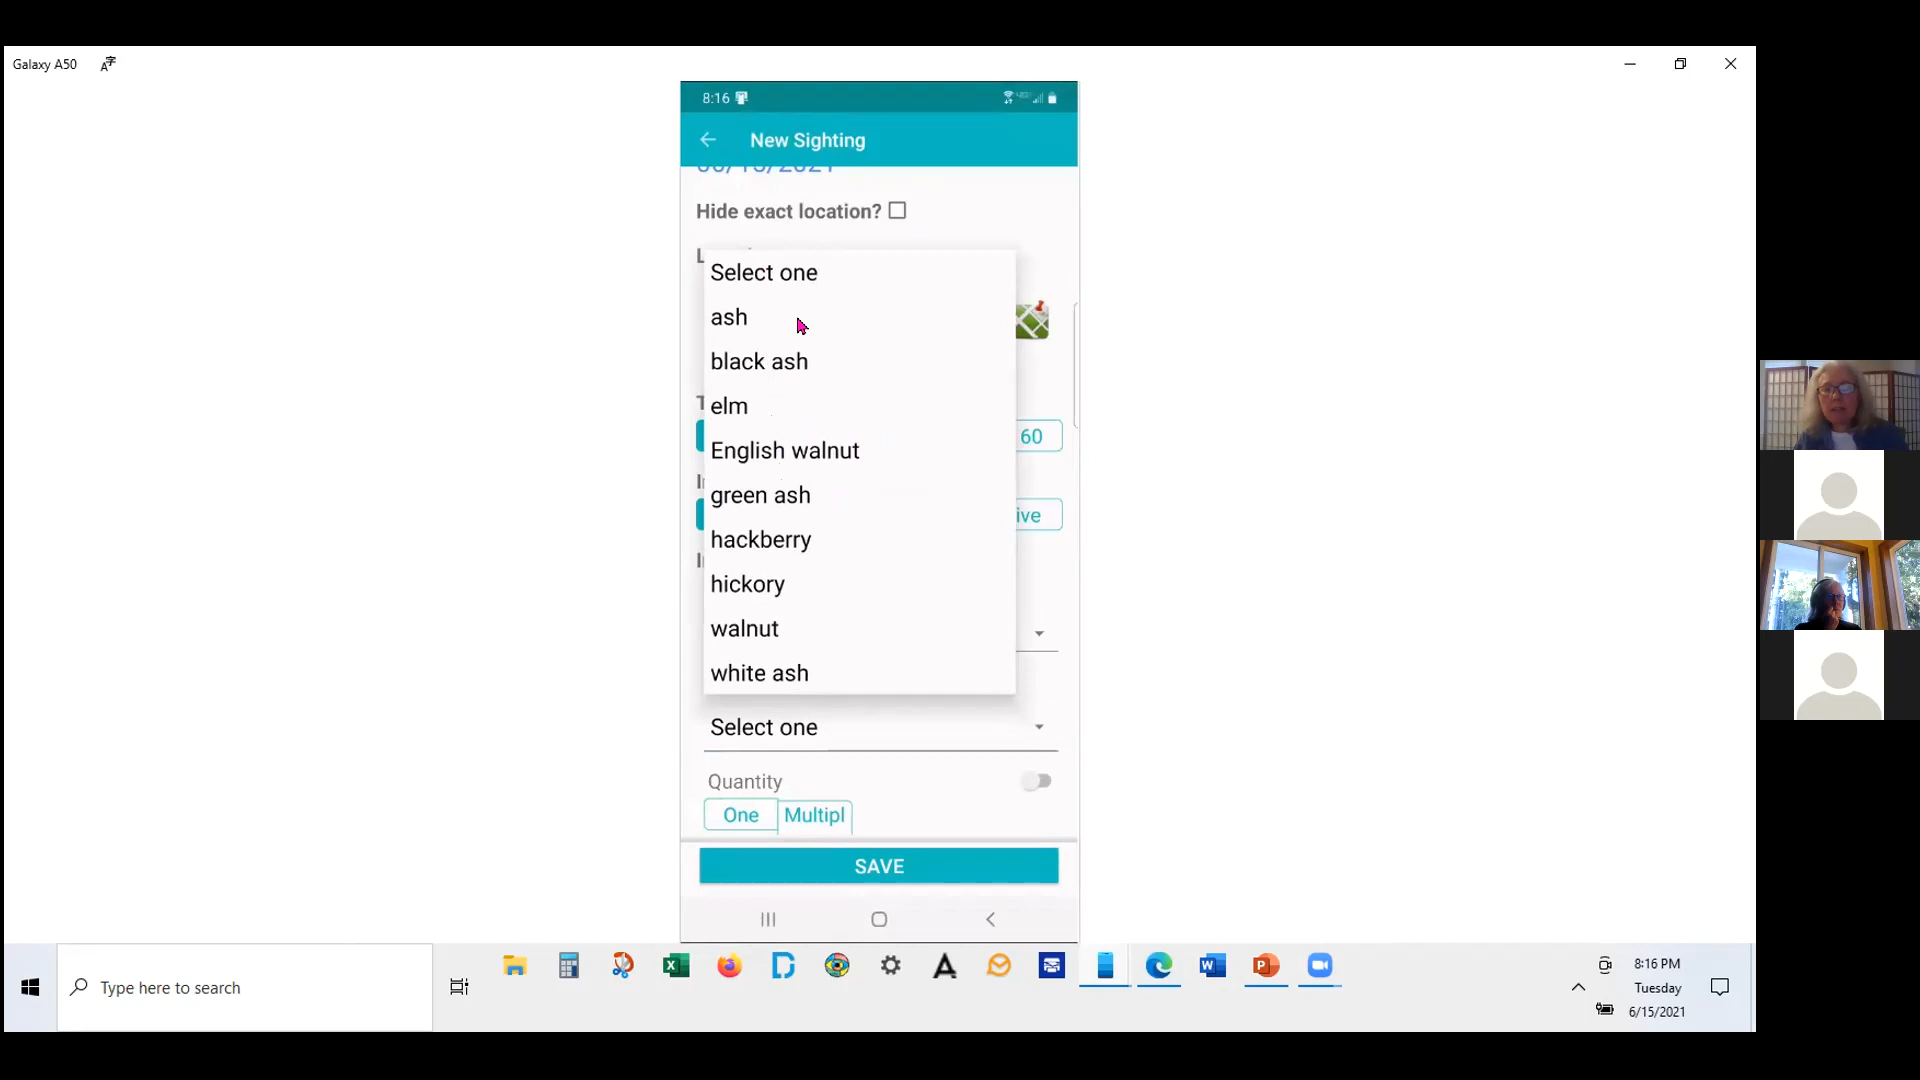 Galaxy A50
8:16
New Sighting
Hide exact location?
Select one
ash
black ash
elm
60
English walnut
green ash
ive
hackberry
hickory
walnut
white ash
Select one
Quantity
One
Multipl
SAVE
Type here to search
8:16 PM
Tuesday
6/15/2021